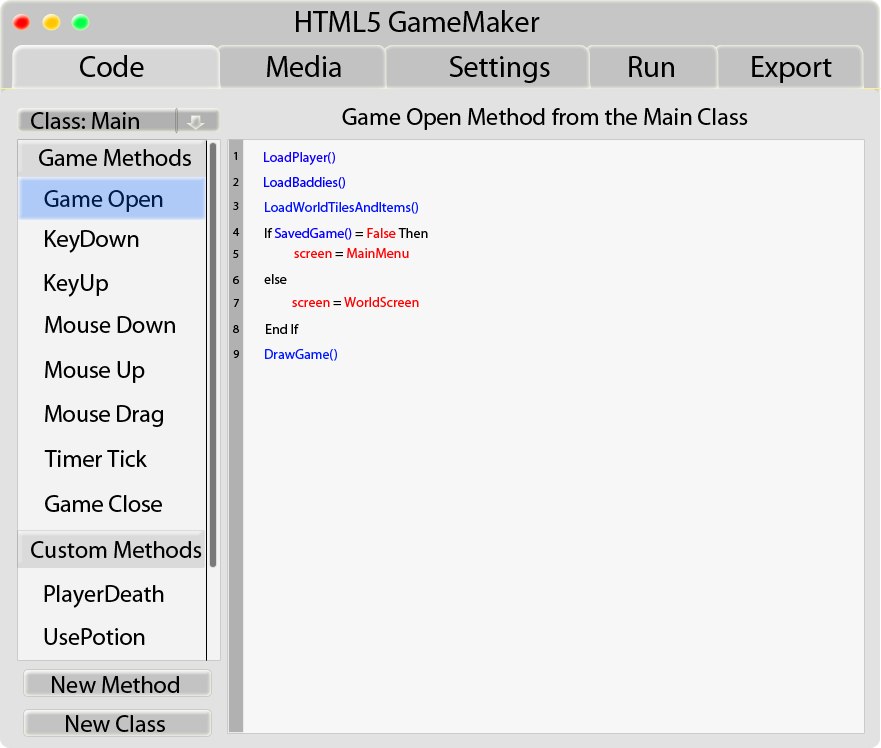 HTML5 GameMaker
Code
Media
Settings
Run
Export
Class: Main
Game Methods
Game Open
KeyDown
KeyUp
Mouse Down
Mouse Up
Mouse Drag
Timer Tick
Game Close
Custom Methods
PlayerDeath
UsePotion
New Method
New Class
Game Open Method from the Main Class
1 LoadPlayer()
2 LoadBaddies()
3 LoadWorldTilesAndItems()
4 If SavedGame() = False Then
5 screen = MainMenu
6 else
7 screen = WorldScreen
8 End If
9 DrawGame()